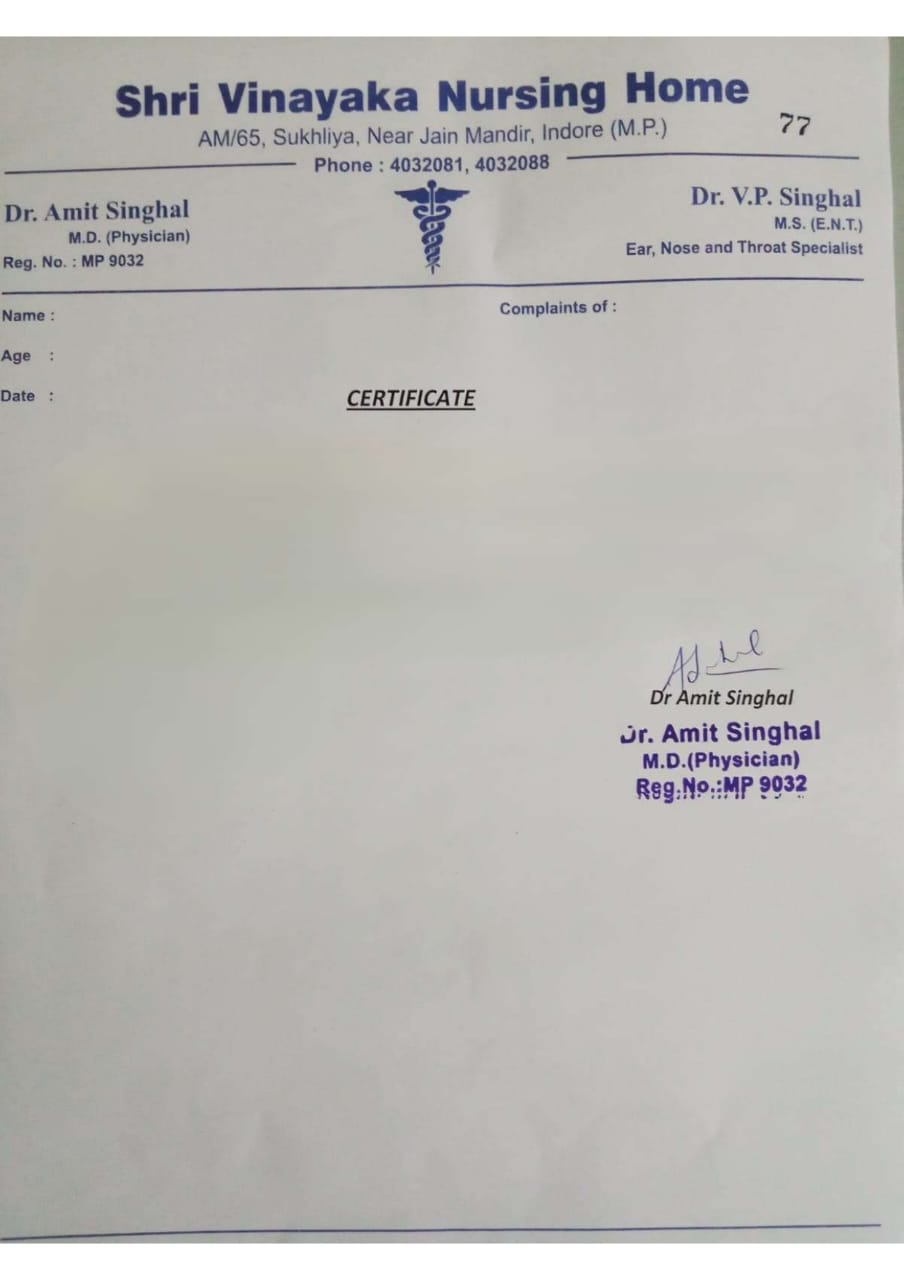 Shri Vinayaka Nursing Home
AM/65, Sukhliya, Near Jain Mandir, Indore (M.P.)
77
Phone : 4032081, 4032088
Dr. Amit Singhal
M.D. (Physician)
Reg. No. : MP 9032
Dr. V.P. Singhal
M.S. (E.N.T.)
Ear, Nose and Throat Specialist
Name :
Complaints of :
Age :
Date :
CERTIFICATE
Dr Amit Singhal
Dr. Amit Singhal
M.D.(Physician)
Reg.No.:MP 9032